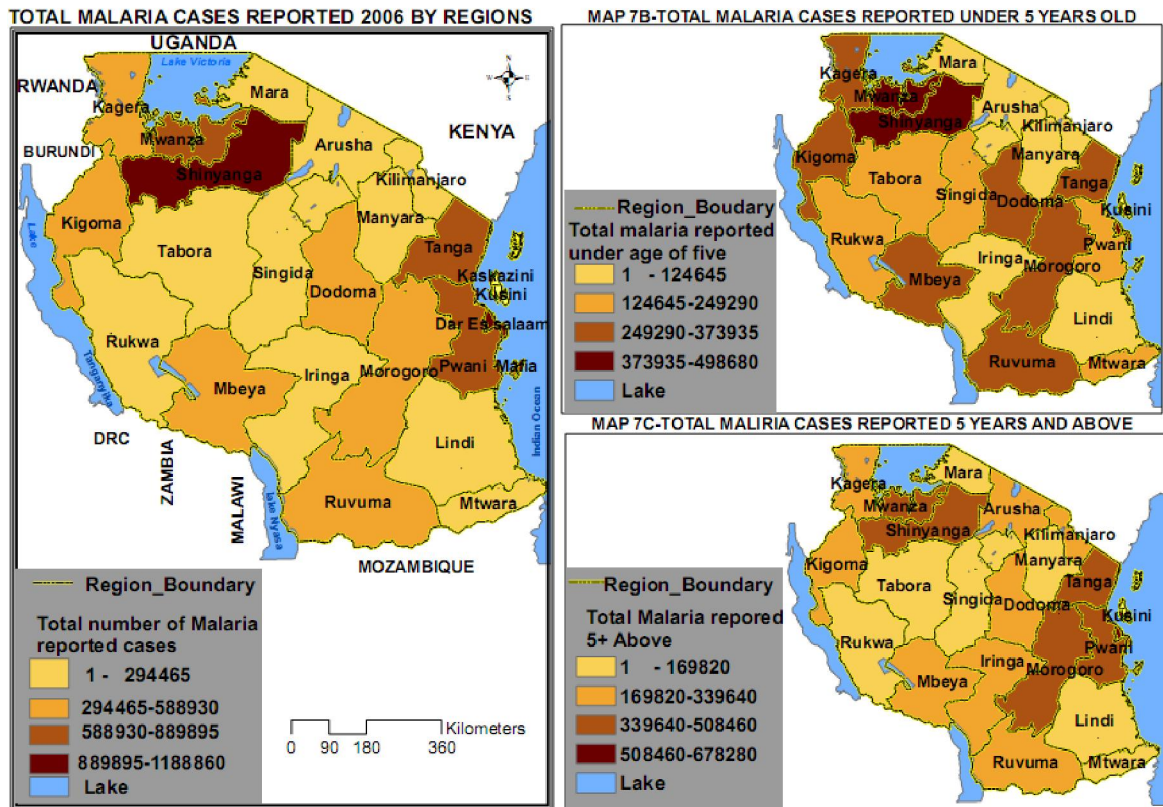 TOTAL MALARIA CASES REPORTED 2006 BY REGIONS
UGANDA
Lake Victoria
RWANDA
Kagera
Mara
KENYA
Mwanza
BURUNDI
Arusha
Shinyanga
Kilimanjaro
Kigoma
Manyara
Lake
Tabora
Tanga
Singida
Kaskazini
Dodoma
Kusini
Dar Es salaam
Rukwa
Pwani
Mafia
Iringa
Morogoro
Tanganyika
Mbeya
Indian Ocean
DRC
ZAMBIA
Lindi
MALAWI
lake Nyasa
Ruvuma
Mtwara
MOZAMBIQUE
W E
N
S
Region_Boundary
Total number of Malaria
reported cases
1 - 294465
294465-588930
588930-889895
889895-1188860
Lake
Kilometers
0 90 180 360
MAP 7B-TOTAL MALARIA CASES REPORTED UNDER 5 YEARS OLD
Kagera
Mara
Mwanza
Arusha
Shinyanga
Kilimanjaro
Kigoma
Manyara
Tabora
Tanga
Singida
Dodoma
Kusini
Rukwa
Pwani
Iringa
Morogoro
Mbeya
Lindi
Ruvuma
Mtwara
Region_Boudary
Total malaria reported
under age of five
1 - 124645
124645-249290
249290-373935
373935-498680
Lake
MAP 7C-TOTAL MALIRIA CASES REPORTED 5 YEARS AND ABOVE
Mara
Kagera
Mwanza
Arusha
Shinyanga
Kilimanjaro
Kigoma
Manyara
Tabora
Tanga
Singida
Dodoma
Kusini
Rukwa
Pwani
Iringa
Morogoro
Mbeya
Lindi
Ruvuma
Mtwara
Region_Boundary
Total Malaria repored
5+ Above
1 - 169820
169820-339640
339640-508460
508460-678280
Lake